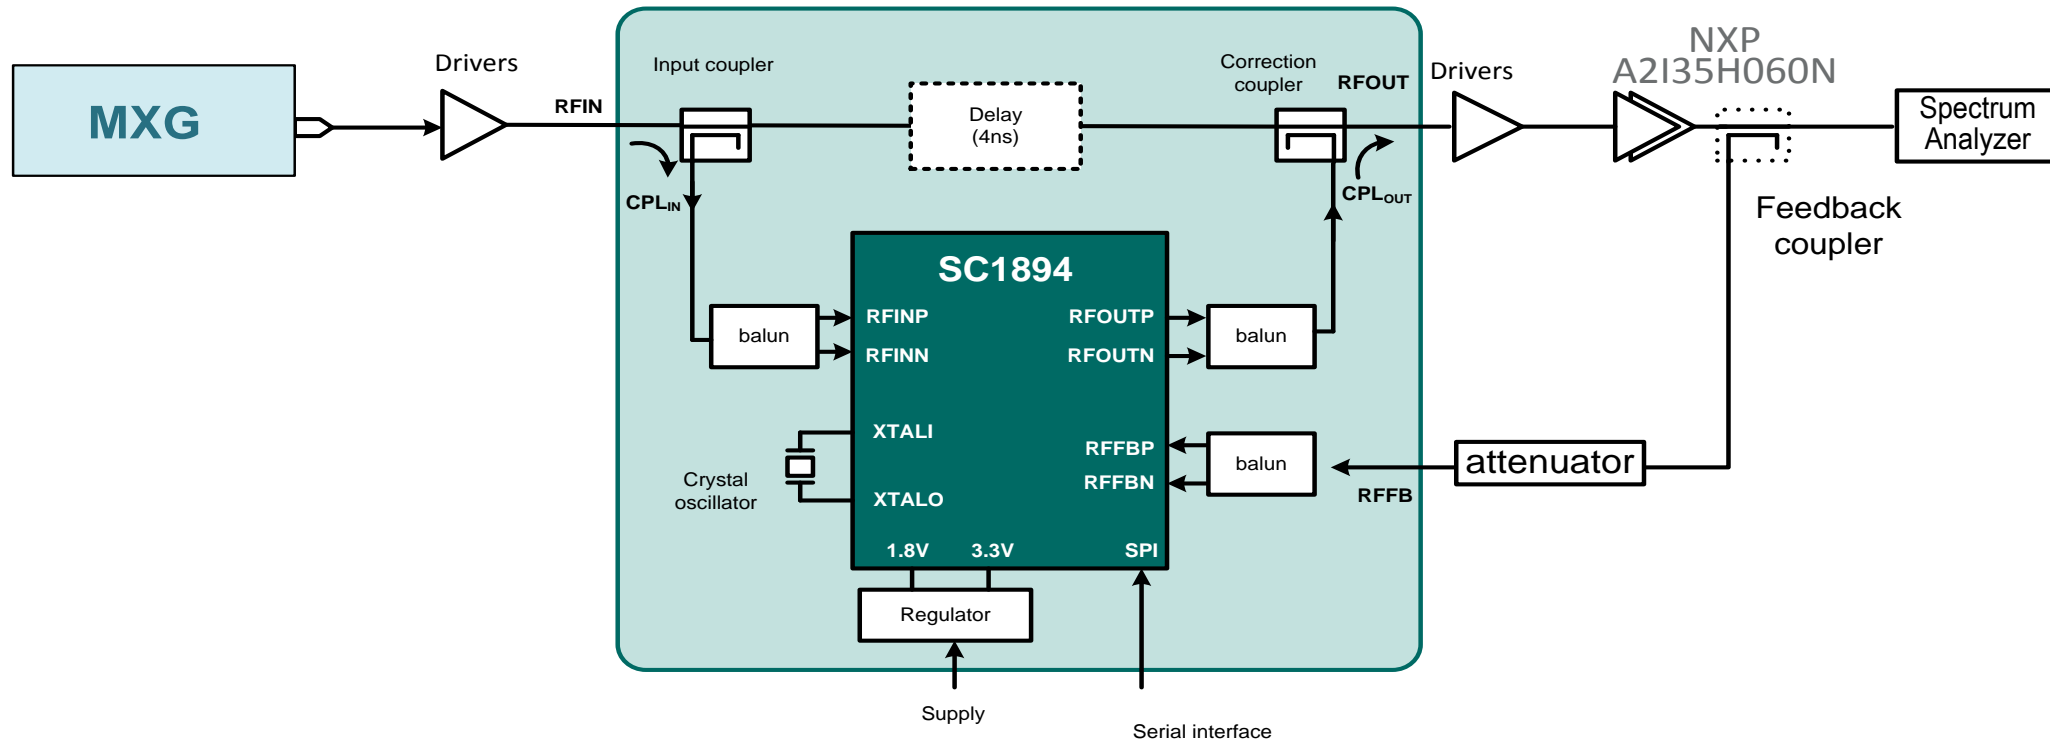 NXP
A2I35H060N
Drivers
Input coupler
Correction
coupler
RFOUT
Drivers
MXG
RFIN
Delay
(4ns)
Spectrum
Analyzer
CPLIN
CPLOUT
Feedback
coupler
SC1894
balun
RFINP
RFINN
RFOUTP
RFOUTN
balun
XTALI
XTALO
Crystal
oscillator
RFFBP
RFFBN
balun
RFFB
attenuator
1.8V
3.3V
SPI
Regulator
Supply
Serial interface